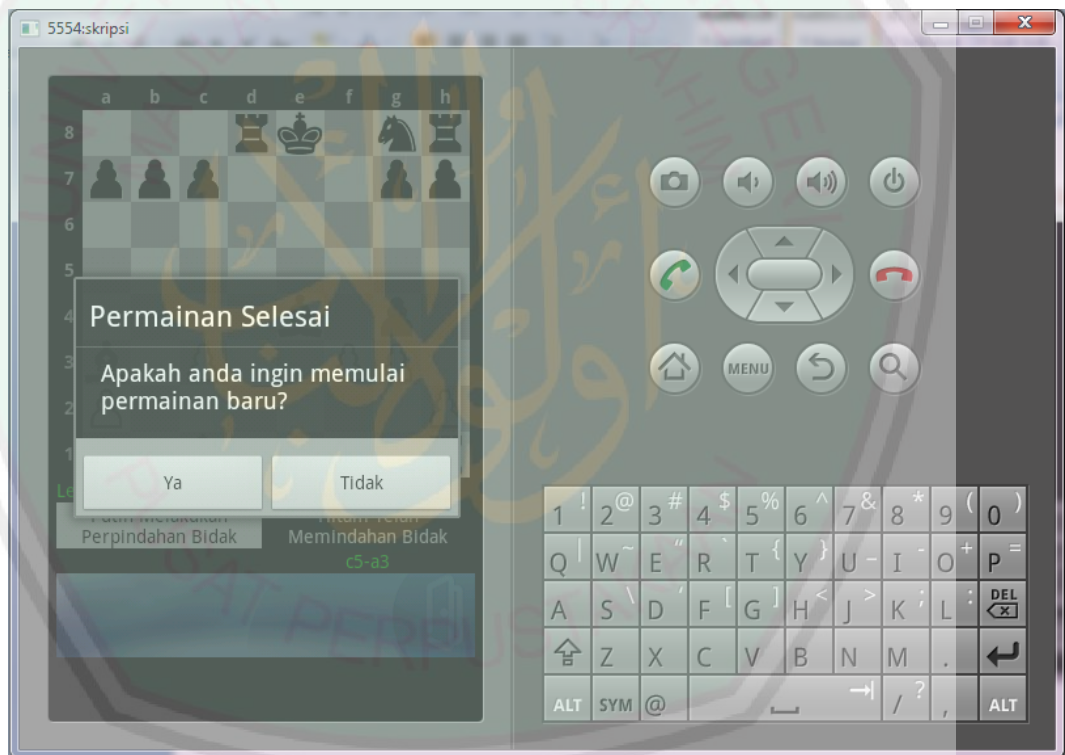 5554:skripsi
a b c d e f g h
8
7
6
5
4
3
2
1
Permainan Selesai
Apakah anda ingin memulai
permainan baru?
Ya Tidak
Perpindahan Bidak
Memindahan Bidak
c5-a3
MENU
1 ! 2 @ 3 # 4 $ 5 % 6 ^ 7 & 8 * 9 ( 0 )
Q | W ~ E " R ` T { Y } U _ I - O + P =
A S \ D ' F [ G ] H < J > K ; L : DEL
Z X C V B N M .
ALT SYM @ / ? , ALT